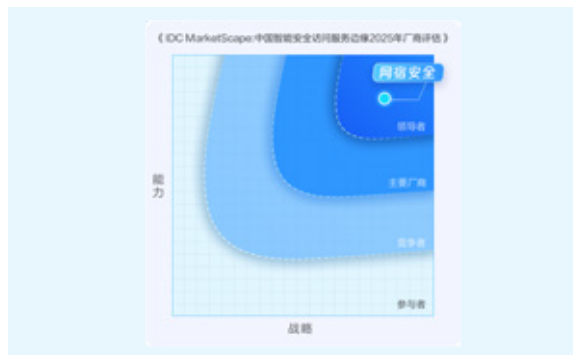 《IDC MarketScape:中国智能安全访问服务边缘2025年厂商评估》
网宿安全
领导者
主要厂商
能力
竞争者
参与者
战略